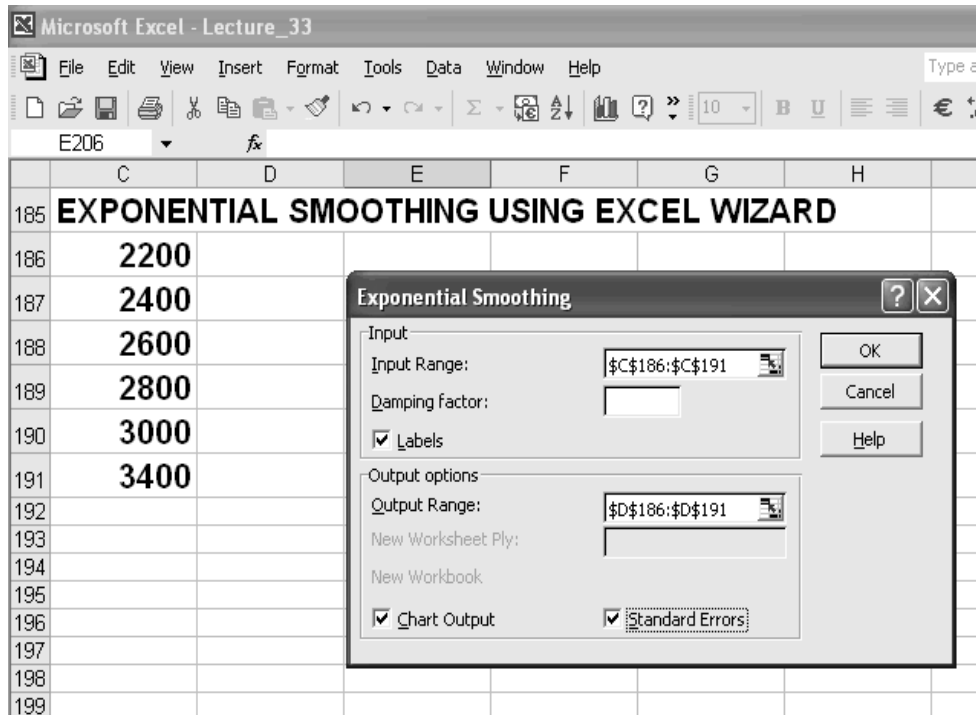 Microsoft Excel - Lecture_33
File Edit View Insert Format Tools Data Window Help
Type a
10 B U €
E206 fx
C D E F G H
185 EXPONENTIAL SMOOTHING USING EXCEL WIZARD
186 2200
187 2400
188 2600
189 2800
190 3000
191 3400
192
193
194
195
196
197
198
199
Exponential Smoothing
Input
Input Range: $C$186:$C$191
Damping factor:
Labels
Output options
Output Range: $D$186:$D$191
New Worksheet Ply:
New Workbook
Chart Output Standard Errors
OK
Cancel
Help